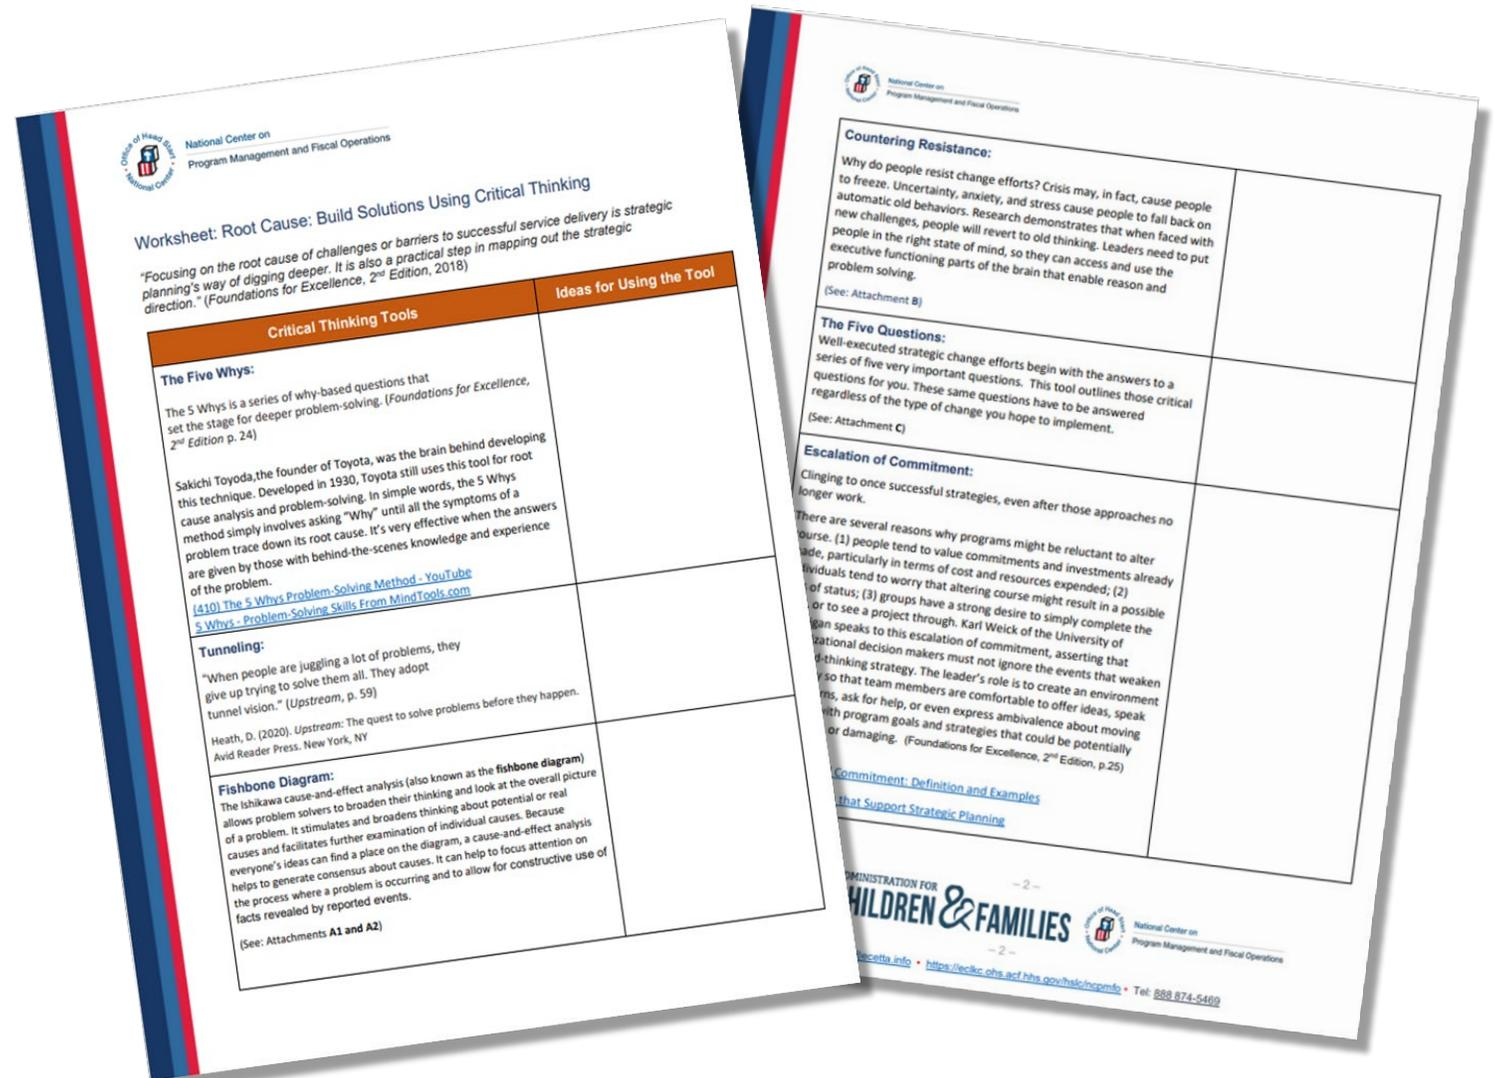 Office of Head Start
National Center
National Center on
Program Management and Fiscal Operations
Worksheet: Root Cause: Build Solutions Using Critical Thinking
"Focusing on the root cause of challenges or barriers to successful service delivery is strategic
planning's way of digging deeper. It is also a practical step in mapping out the strategic
direction." (Foundations for Excellence, 2nd Edition, 2018)
Critical Thinking Tools
Ideas for Using the Tool
The Five Whys:
The 5 Whys is a series of why-based questions that
set the stage for deeper problem-solving. (Foundations for Excellence,
2nd Edition p. 24)
Sakichi Toyoda,the founder of Toyota, was the brain behind developing
this technique. Developed in 1930, Toyota still uses this tool for root
cause analysis and problem-solving. In simple words, the 5 Whys
method simply involves asking "Why" until all the symptoms of a
problem trace down its root cause. It's very effective when the answers
are given by those with behind-the-scenes knowledge and experience
of the problem.
(410) The 5 Whys Problem-Solving Method - YouTube
5 Whys - Problem-Solving Skills From MindTools.com
Tunneling:
"When people are juggling a lot of problems, they
give up trying to solve them all. They adopt
tunnel vision." (Upstream, p. 59)
Heath, D. (2020). Upstream: The quest to solve problems before they happen.
Avid Reader Press. New York, NY
Fishbone Diagram:
The Ishikawa cause-and-effect analysis (also known as the fishbone diagram)
allows problem solvers to broaden their thinking and look at the overall picture
of a problem. It stimulates and broadens thinking about potential or real
causes and facilitates further examination of individual causes. Because
everyone's ideas can find a place on the diagram, a cause-and-effect analysis
helps to generate consensus about causes. It can help to focus attention on
the process where a problem is occurring and to allow for constructive use of
facts revealed by reported events.
(See: Attachments A1 and A2)
Office of Head Start
National Center
National Center on
Program Management and Fiscal Operations
Countering Resistance:
Why do people resist change efforts? Crisis may, in fact, cause people
to freeze. Uncertainty, anxiety, and stress cause people to fall back on
automatic old behaviors. Research demonstrates that when faced with
new challenges, people will revert to old thinking. Leaders need to put
people in the right state of mind, so they can access and use the
executive functioning parts of the brain that enable reason and
problem solving.
(See: Attachment B)
The Five Questions:
Well-executed strategic change efforts begin with the answers to a
series of five very important questions. This tool outlines those critical
questions for you. These same questions have to be answered
regardless of the type of change you hope to implement.
(See: Attachment C)
Escalation of Commitment:
Clinging to once successful strategies, even after those approaches no
longer work.
There are several reasons why programs might be reluctant to alter
ourse. (1) people tend to value commitments and investments already
ade, particularly in terms of cost and resources expended; (2)
ividuals tend to worry that altering course might result in a possible
of status; (3) groups have a strong desire to simply complete the
or to see a project through. Karl Weick of the University of
gan speaks to this escalation of commitment, asserting that
zational decision makers must not ignore the events that weaken
d-thinking strategy. The leader's role is to create an environment
y so that team members are comfortable to offer ideas, speak
rns, ask for help, or even express ambivalence about moving
with program goals and strategies that could be potentially
or damaging. (Foundations for Excellence, 2nd Edition, p.25)
Commitment: Definition and Examples
that Support Strategic Planning
– 2 –
DMINISTRATION FOR
HILDREN & FAMILIES
– 2 –
Office of Head Start
National Center
National Center on
Program Management and Fiscal Operations
ecetta.info • https://eclkc.ohs.acf.hhs.gov/hslc/ncpmfo • Tel: 888 874-5469